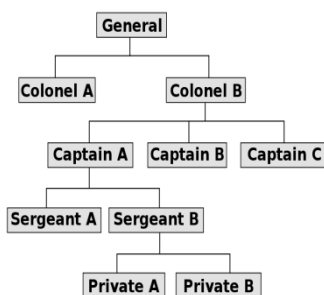 General
Colonel A
Colonel B
Captain A
Captain B
Captain C
Sergeant A
Sergeant B
Private A
Private B